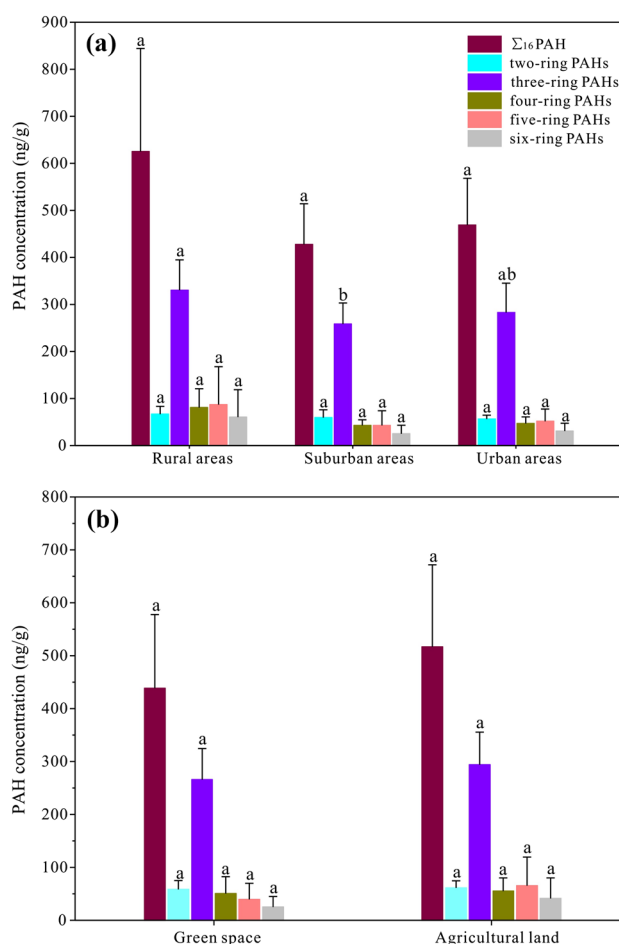 900
800
700
600
500
400
300
200
100
0
PAH concentration (ng/g)
(a)
Σ₁₆PAH
two-ring PAHs
three-ring PAHs
four-ring PAHs
five-ring PAHs
six-ring PAHs
a a a a a a
a a b a a a
a a ab a a a
Rural areas Suburban areas Urban areas
800
700
600
500
400
300
200
100
0
PAH concentration (ng/g)
(b)
a a a a a a
a a a a a a
Green space Agricultural land